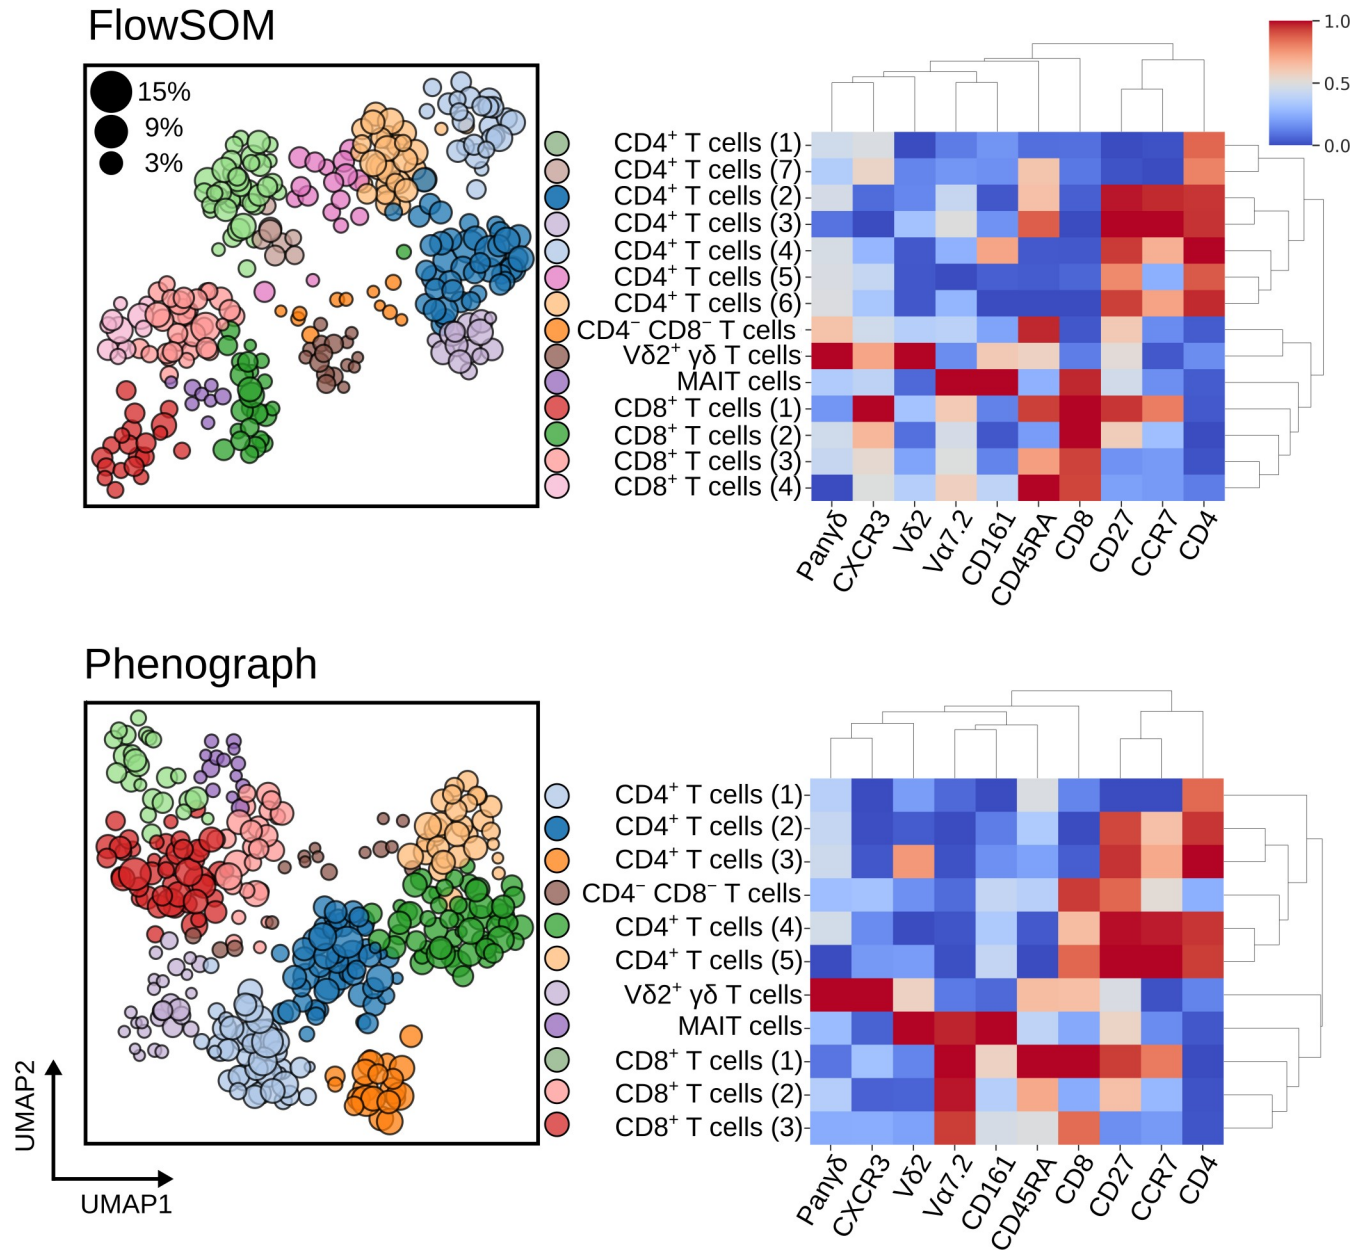 FlowSOM
15%
9%
3%
1.0
0.5
0.0
CD4⁺ T cells (1)
CD4⁺ T cells (7)
CD4⁺ T cells (2)
CD4⁺ T cells (3)
CD4⁺ T cells (4)
CD4⁺ T cells (5)
CD4⁺ T cells (6)
CD4⁻ CD8⁻ T cells
Vδ2⁺ γδ T cells
MAIT cells
CD8⁺ T cells (1)
CD8⁺ T cells (2)
CD8⁺ T cells (3)
CD8⁺ T cells (4)
Panγδ
CXCR3
Vδ2
Vα7.2
CD161
CD45RA
CD8
CD27
CCR7
CD4
Phenograph
CD4⁺ T cells (1)
CD4⁺ T cells (2)
CD4⁺ T cells (3)
CD4⁻ CD8⁻ T cells
CD4⁺ T cells (4)
CD4⁺ T cells (5)
Vδ2⁺ γδ T cells
MAIT cells
CD8⁺ T cells (1)
CD8⁺ T cells (2)
CD8⁺ T cells (3)
Panγδ
CXCR3
Vδ2
Vα7.2
CD161
CD45RA
CD8
CD27
CCR7
CD4
UMAP2
UMAP1